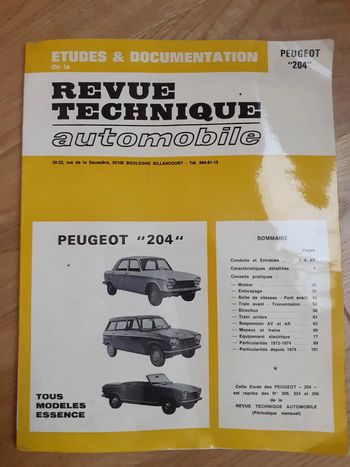 ETUDES & DOCUMENTATION
de la
PEUGEOT
"204"
REVUE
TECHNIQUE
automobile
20-22, rue de la Saussière, 92100 BOULOGNE BILLANCOURT - Tél. 604-81-13
PEUGEOT "204"
TOUS
MODELES
ESSENCE
SOMMAIRE
Pages
Conduite et Entretien
Caractéristiques détaillées
Conseils pratiques :
— Moteur
— Embrayage
— Boîte de vitesses - Pont avant
— Train avant - Transmission
— Direction
— Train arrière
— Suspension AV et AR
— Moyeux et freins
— Equipement électrique 77
— Particularités 1972-1974
— Particularités depuis 1974 101
Cette Etude des PEUGEOT « 204 »
est reprise des N° 309, 334 et
de la
REVUE TECHNIQUE AUTOMOBILE
(Périodique mensuel)